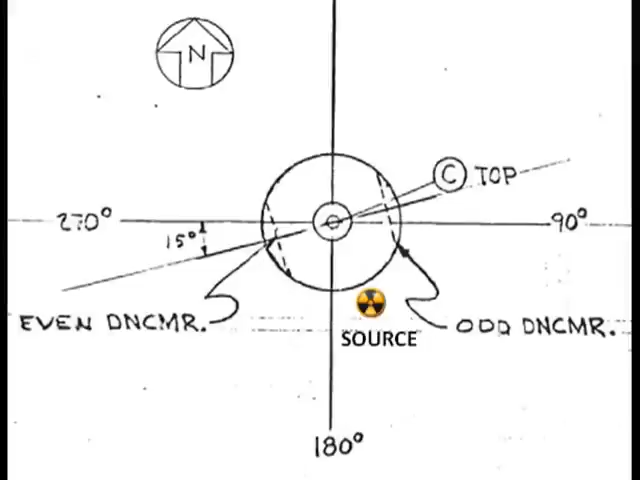 N
C TOP
270°
90°
15°
EVEN DNCMR.
ODD DNCMR.
SOURCE
180°